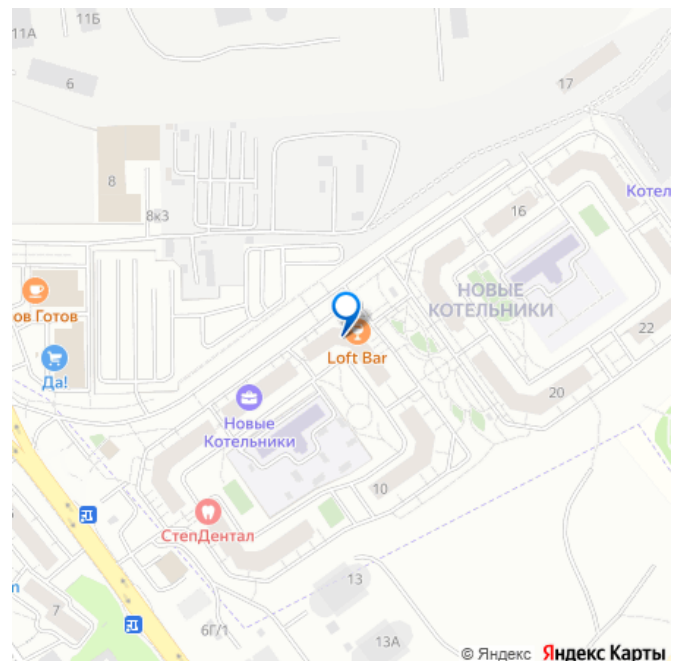 11Б
11А
6
17
8
8к3
Котел
16
НОВЫЕ
КОТЕЛЬНИКИ
ов Готов
22
Loft Bar
Да!
20
Новые
Котельники
10
СтепДентал
13
7
6Г/1
13А
© Яндекс Яндекс Карты